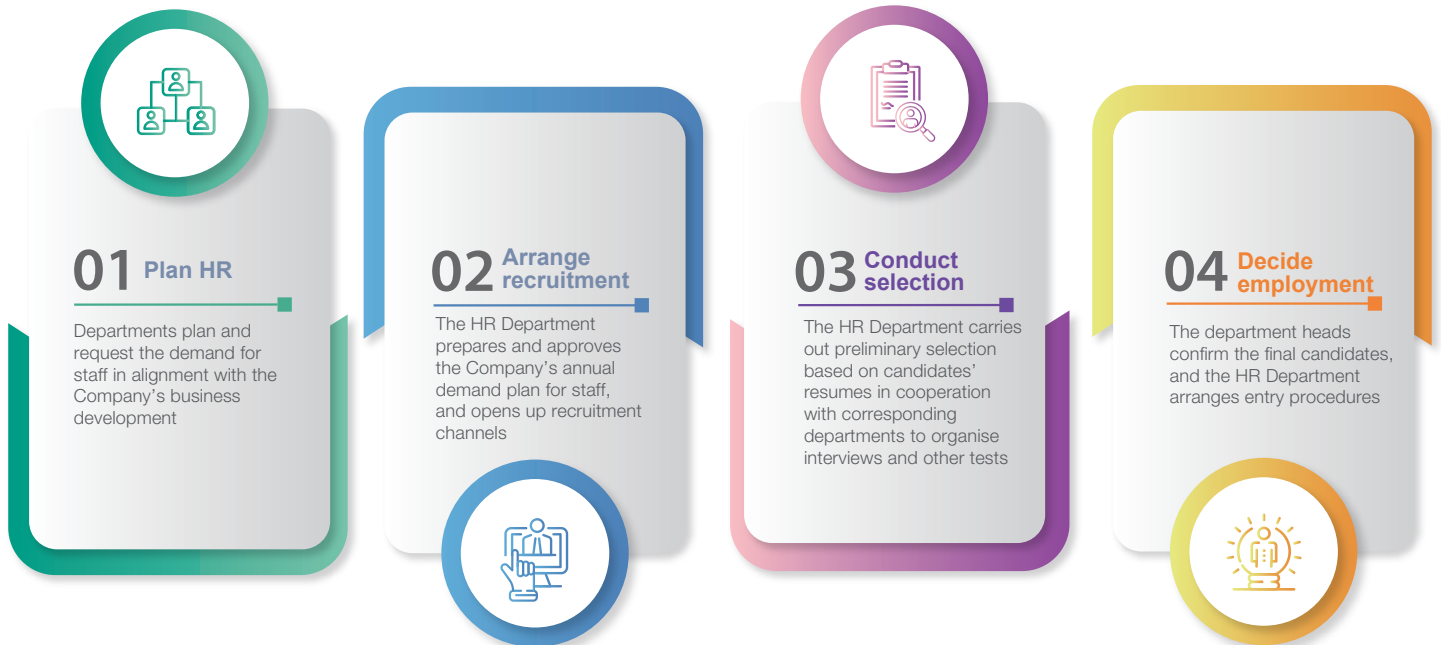 01 Plan HR
Departments plan and
request the demand for
staff in alignment with the
Company’s business
development
02 Arrange
recruitment
The HR Department
prepares and approves
the Company’s annual
demand plan for staff,
and opens up recruitment
channels
03 Conduct
selection
The HR Department carries
out preliminary selection
based on candidates’
resumes in cooperation
with corresponding
departments to organise
interviews and other tests
04 Decide
employment
The department heads
confirm the final candidates,
and the HR Department
arranges entry procedures